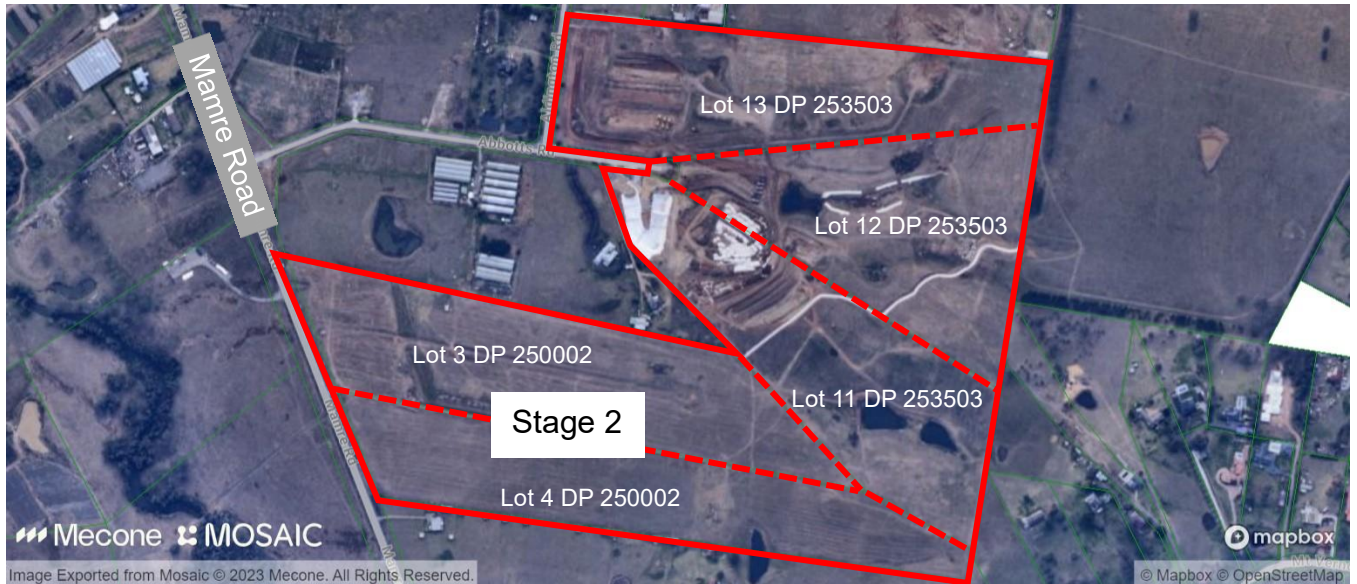 Mamre Road
Lot 13 DP 253503
Abbotts Rd
Lot 12 DP 253503
Lot 3 DP 250002
Lot 11 DP 253503
Stage 2
Mamre Rd
Lot 4 DP 250002
Mecone MOSAIC
mapbox
Image Exported from Mosaic © 2023 Mecone. All Rights Reserved.
© Mapbox © OpenStreetMap